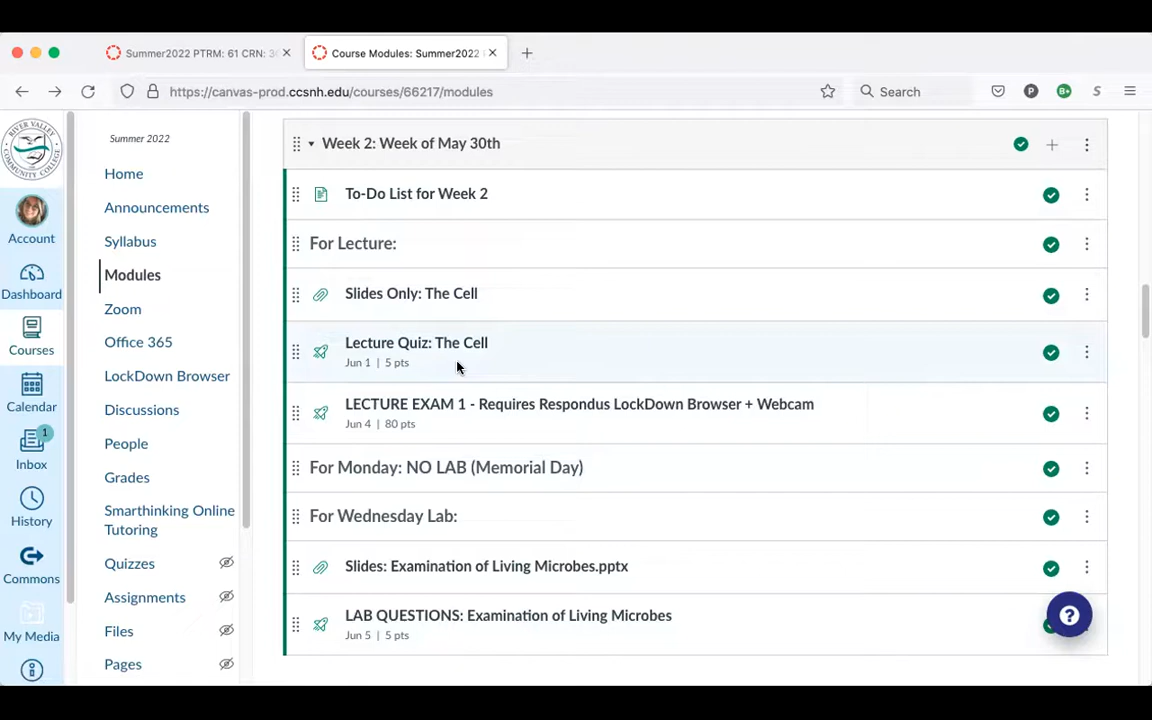 Summer2022 PTRM: 61 CRN: 3
Course Modules: Summer2022
https://canvas-prod.ccsnh.edu/courses/66217/modules
Search
RIVER VALLEY
COMMUNITY COLLEGE
Account
Dashboard
Courses
Calendar
1
Inbox
History
Commons
My Media
Summer 2022
Home
Announcements
Syllabus
Modules
Zoom
Office 365
LockDown Browser
Discussions
People
Grades
Smarthinking Online
Tutoring
Quizzes
Assignments
Files
Pages
Week 2: Week of May 30th
To-Do List for Week 2
For Lecture:
Slides Only: The Cell
Lecture Quiz: The Cell
Jun 1 | 5 pts
LECTURE EXAM 1 - Requires Respondus LockDown Browser + Webcam
Jun 4 | 80 pts
For Monday: NO LAB (Memorial Day)
For Wednesday Lab:
Slides: Examination of Living Microbes.pptx
LAB QUESTIONS: Examination of Living Microbes
Jun 5 | 5 pts